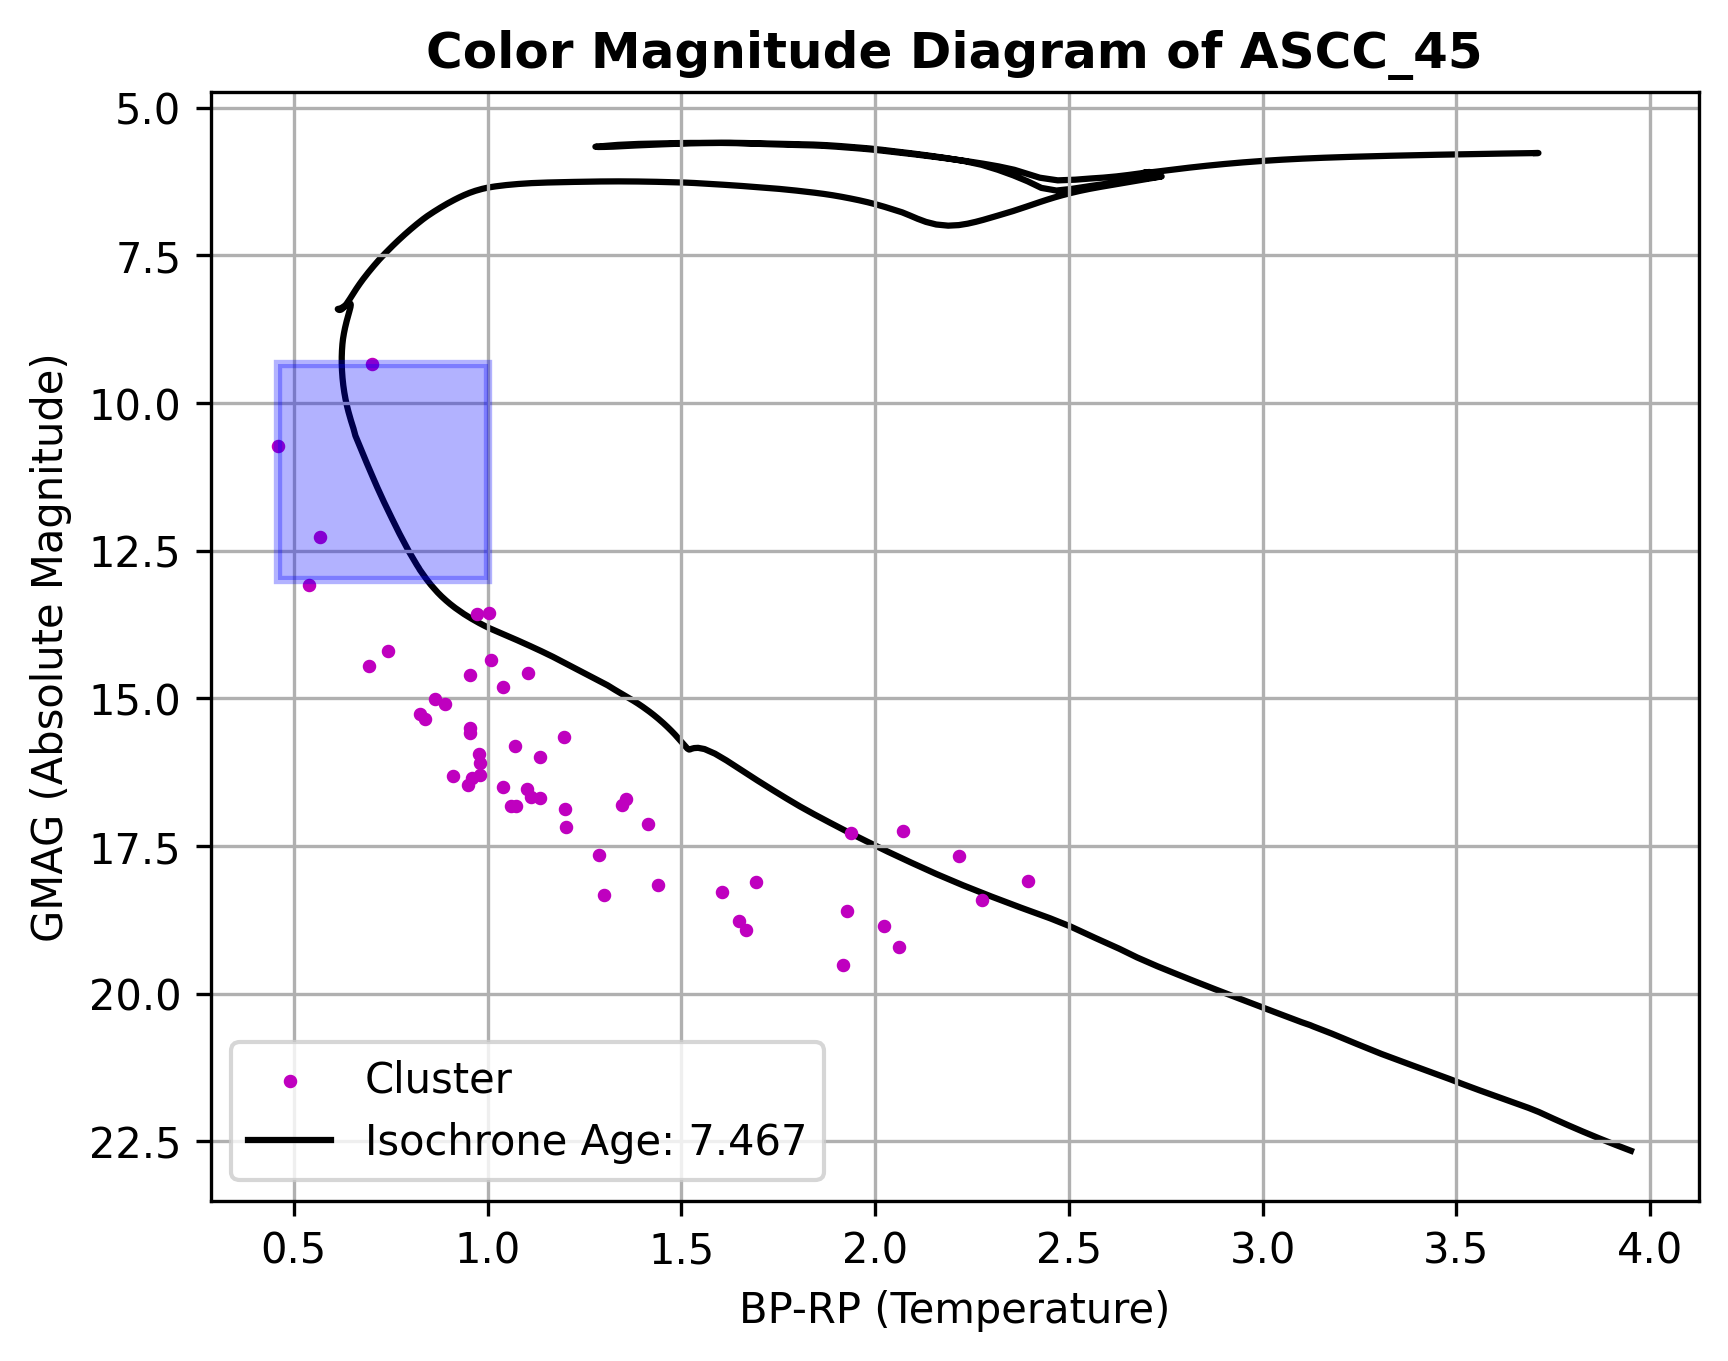 Color Magnitude Diagram of ASCC_45
GMAG (Absolute Magnitude)
5.0
7.5
10.0
12.5
15.0
17.5
20.0
22.5
Cluster
Isochrone Age: 7.467
0.5 1.0 1.5 2.0 2.5 3.0 3.5 4.0
BP-RP (Temperature)